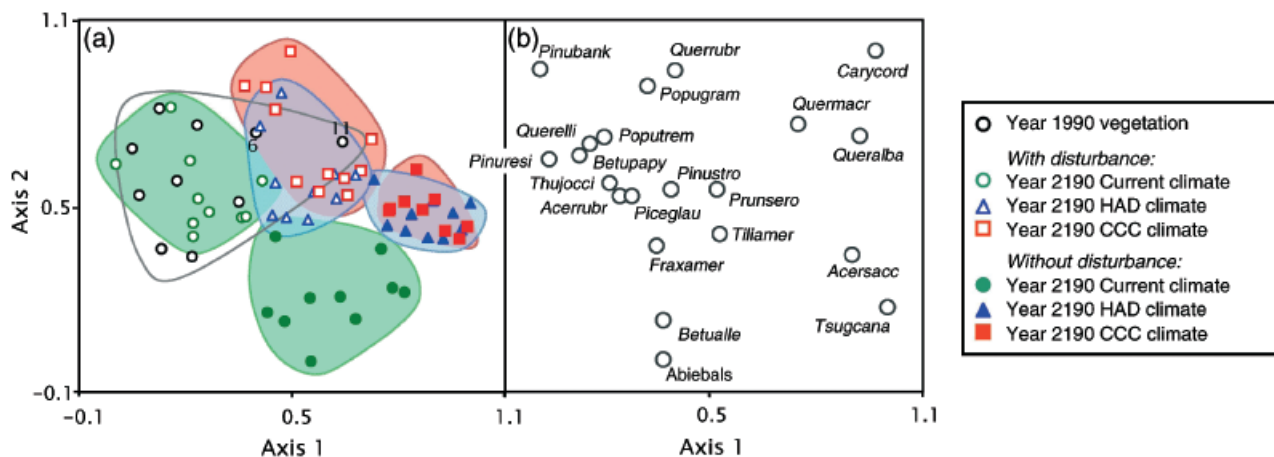 1.1
(a)
(b)
Axis 2
0.5
-0.1
6
11
-0.1
0.5
1.1
Axis 1
0.5
1.1
Axis 1
Pinubank
Querrubr
Carycord
Popugram
Quermacr
Querelli
Poputrem
Queralba
Pinuresi
Betupapy
Thujocci
Pinustro
Acerrubr
Piceglau
Prunsero
Tiliamer
Fraxamer
Acersacc
Betualle
Tsugcana
Abiebals
Year 1990 vegetation
With disturbance:
Year 2190 Current climate
Year 2190 HAD climate
Year 2190 CCC climate
Without disturbance:
Year 2190 Current climate
Year 2190 HAD climate
Year 2190 CCC climate